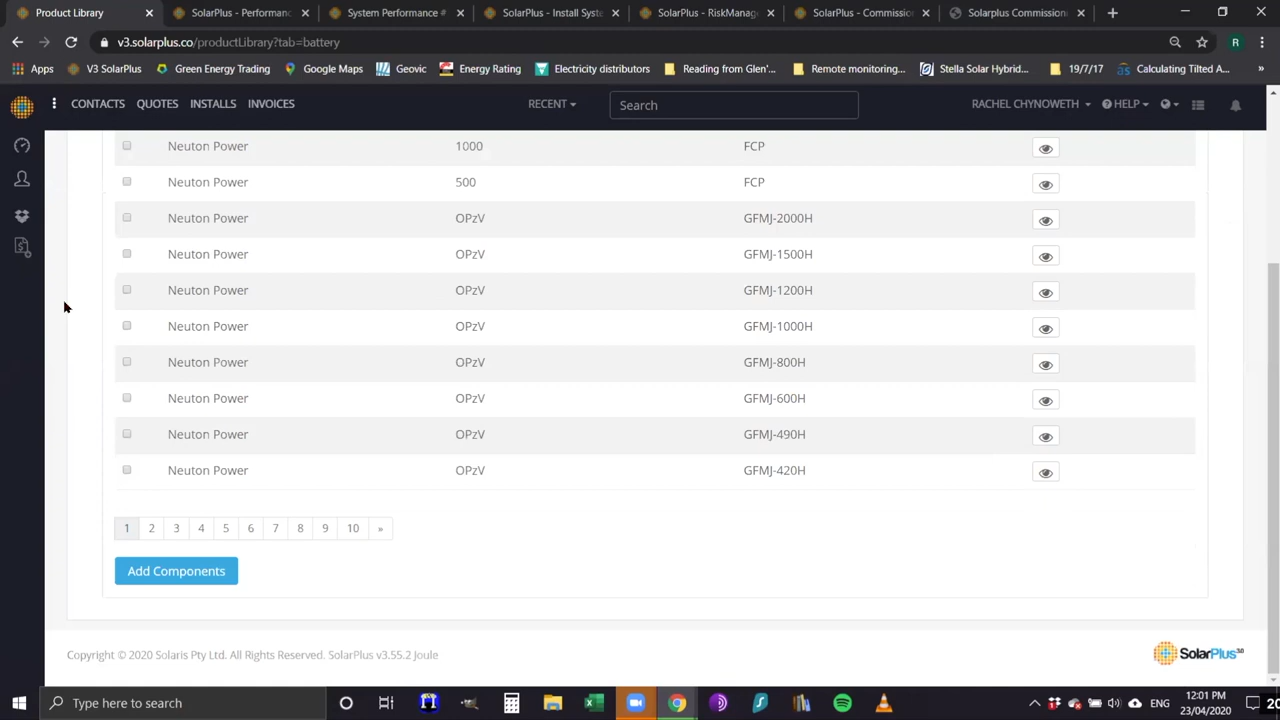 Product Library
SolarPlus - Performanc
System Performance #
SolarPlus - Install Syste
SolarPlus - RiskManage
SolarPlus - Commission
Solarplus Commission
v3.solarplus.co/productLibrary?tab=battery
R
Apps
V3 SolarPlus
Green Energy Trading
Google Maps
Geovic
Energy Rating
Electricity distributors
Reading from Glen'...
Remote monitoring...
Stella Solar Hybrid...
19/7/17
Calculating Tilted A...
»
CONTACTS QUOTES INSTALLS INVOICES RECENT Search RACHEL CHYNOWETH HELP
Neuton Power 1000 FCP
Neuton Power 500 FCP
Neuton Power OPzV GFMJ-2000H
Neuton Power OPzV GFMJ-1500H
Neuton Power OPzV GFMJ-1200H
Neuton Power OPzV GFMJ-1000H
Neuton Power OPzV GFMJ-800H
Neuton Power OPzV GFMJ-600H
Neuton Power OPzV GFMJ-490H
Neuton Power OPzV GFMJ-420H
1 2 3 4 5 6 7 8 9 10 »
Add Components
Copyright © 2020 Solaris Pty Ltd. All Rights Reserved. SolarPlus v3.55.2 Joule
SolarPlus 3.0
Type here to search
ENG
12:01 PM
23/04/2020